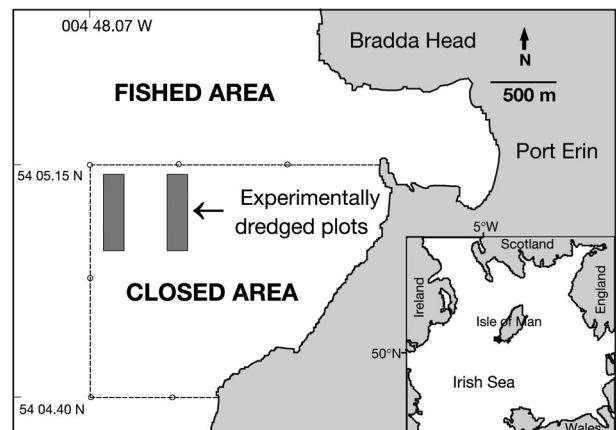 004 48.07 W
Bradda Head
N
500 m
FISHED AREA
Port Erin
54 05.15 N
Experimentally
dredged plots
CLOSED AREA
54 04.40 N
5°W
Scotland
Ireland
England
Isle of Man
50°N
Irish Sea
Wales